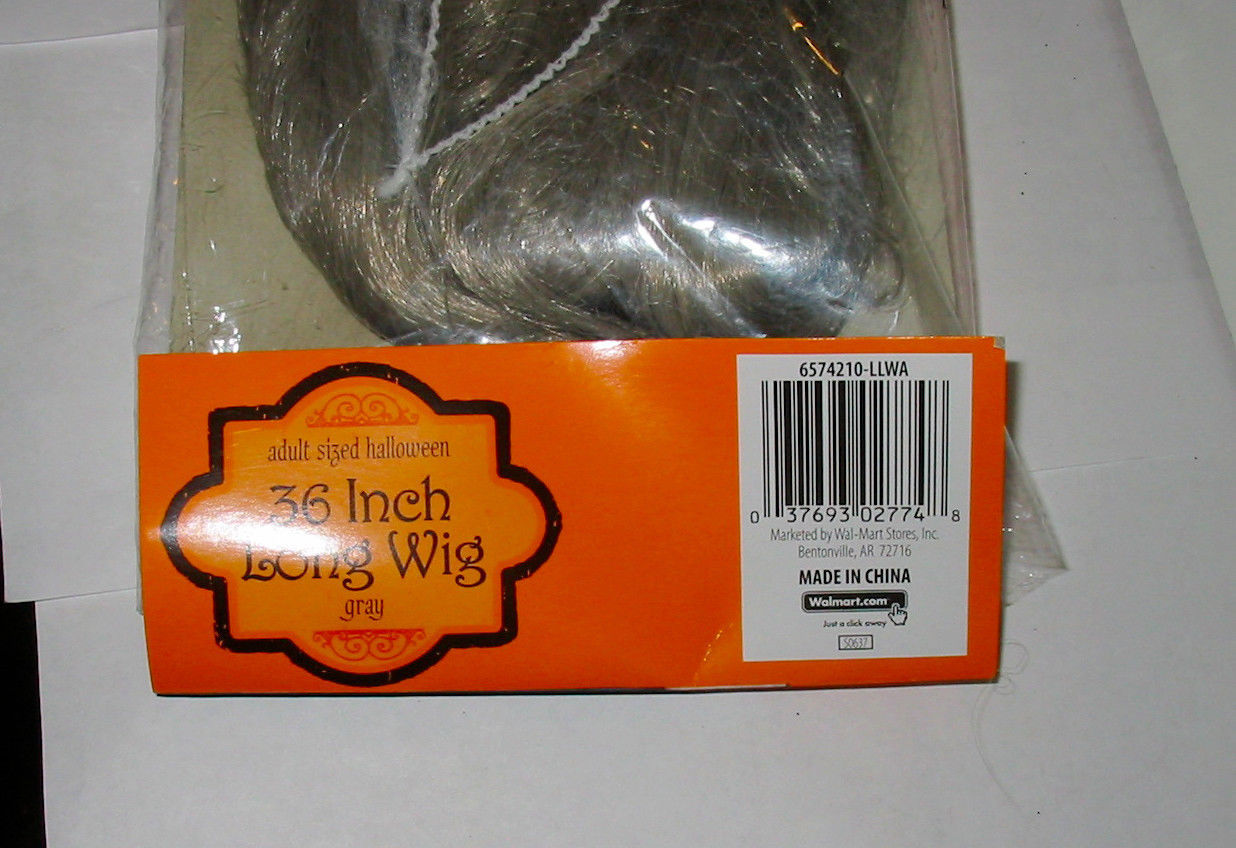 adult sized halloween
36 Inch
Long Wig
gray
6574210-LLWA
0 37693 02774 8
Marketed by Wal-Mart Stores, Inc.
Bentonville, AR 72716
MADE IN CHINA
Walmart.com
Just a click away
S0637